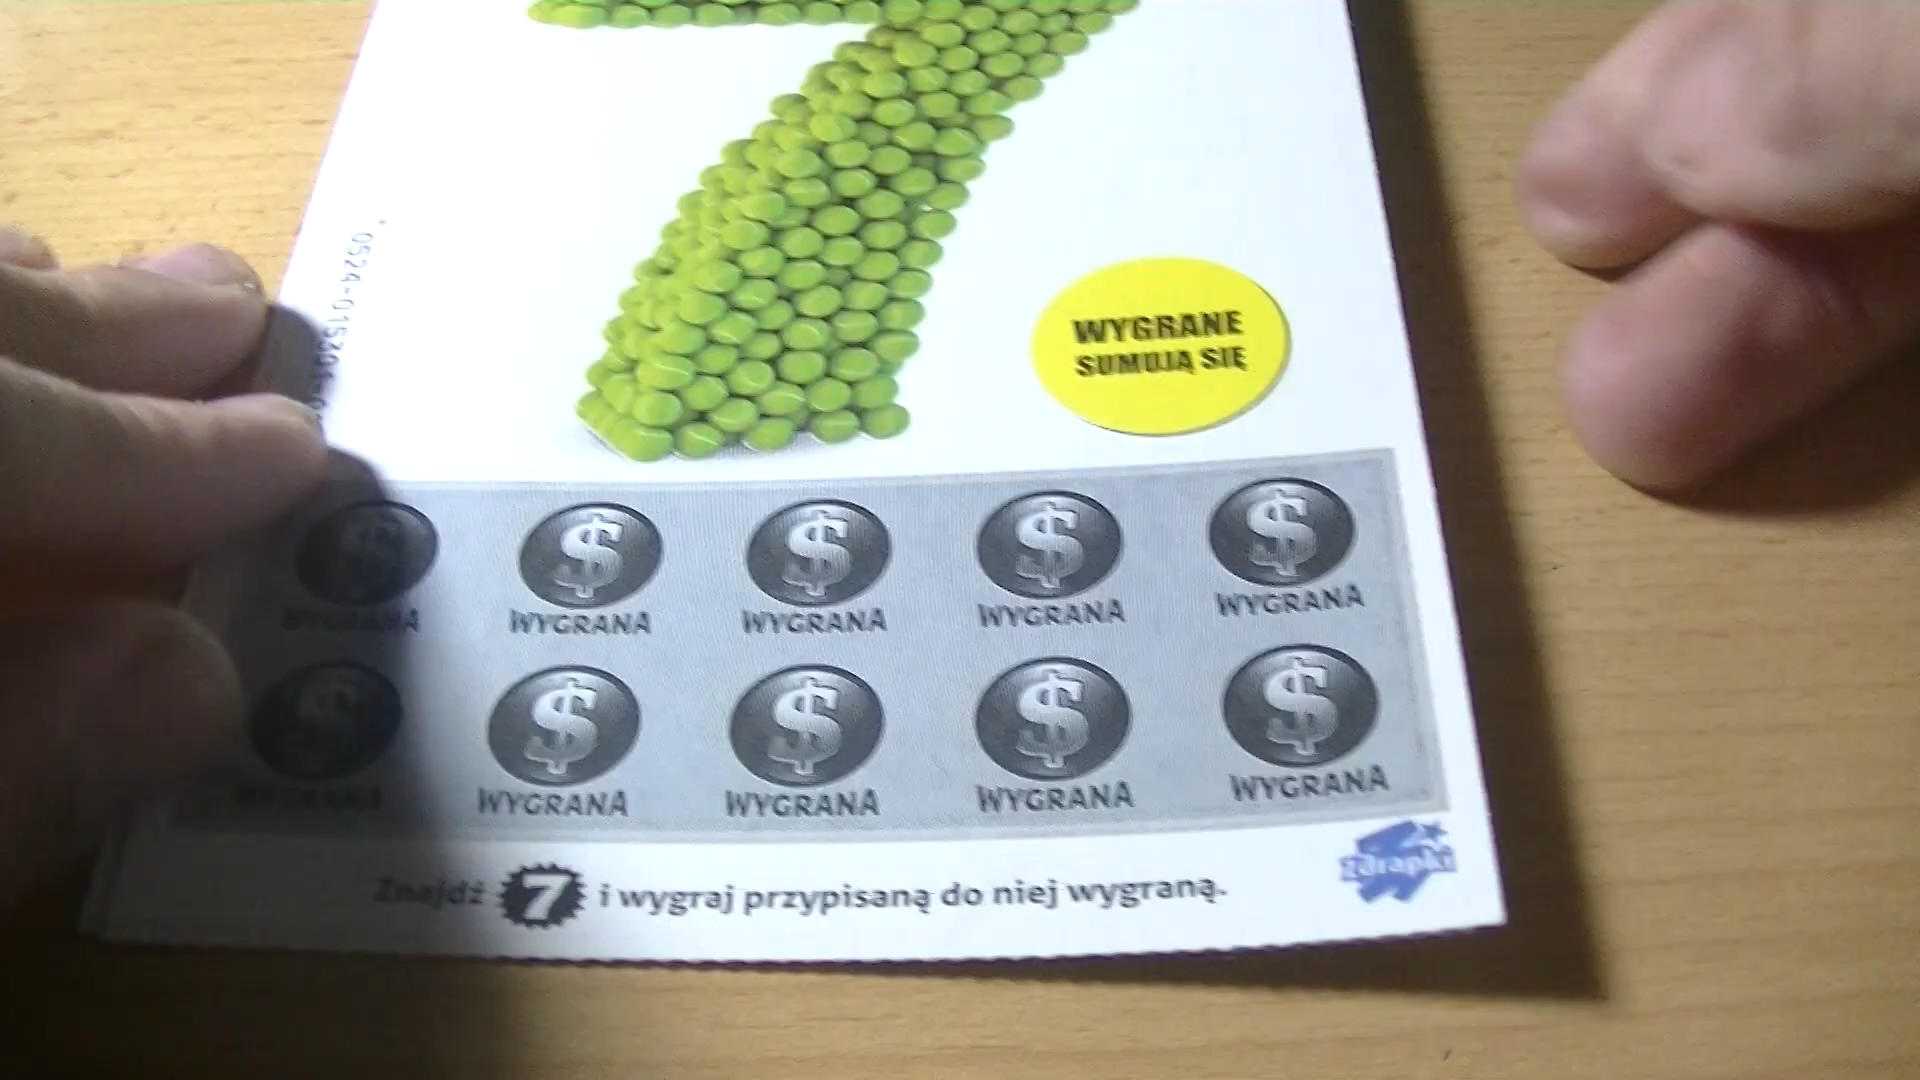 WYGRANE
SUMUJĄ SIĘ
$ $ $ $ $
WYGRANA WYGRANA WYGRANA WYGRANA WYGRANA
$ $ $ $ $
WYGRANA WYGRANA WYGRANA WYGRANA WYGRANA
Znajdź 7 i wygraj przypisaną do niej wygraną.
Zdrapki